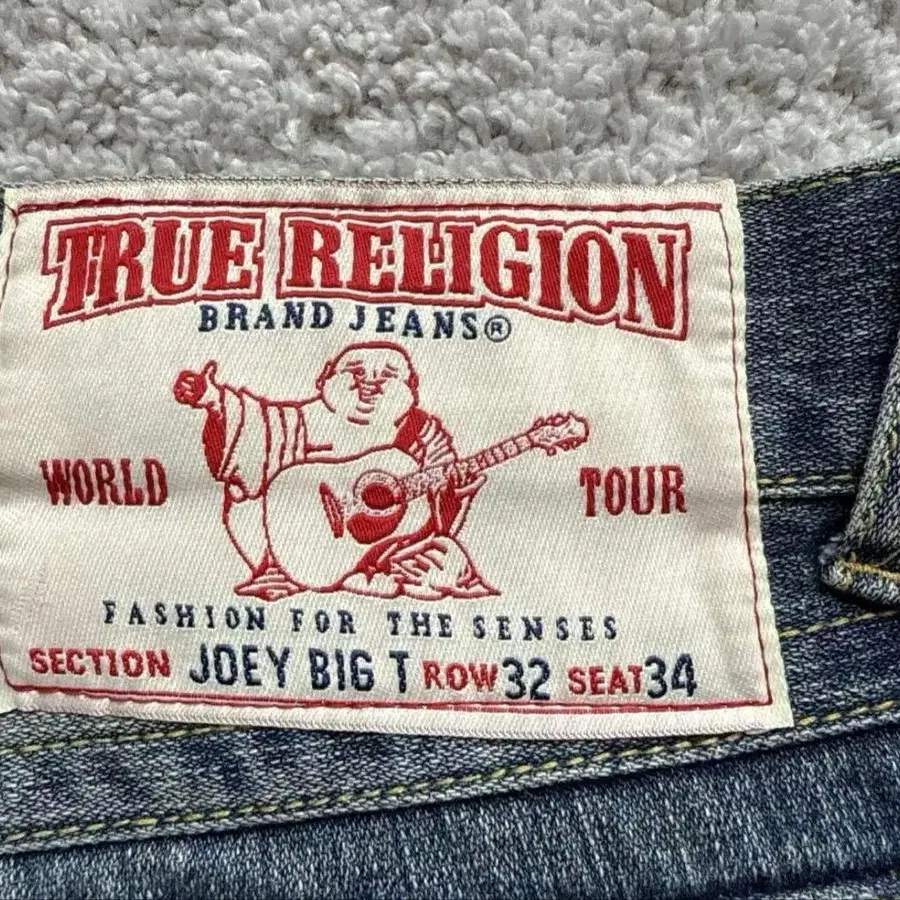 TRUE RELIGION
BRAND JEANS®
WORLD TOUR
FASHION FOR THE SENSES
SECTION JOEY BIG T ROW 32 SEAT 34